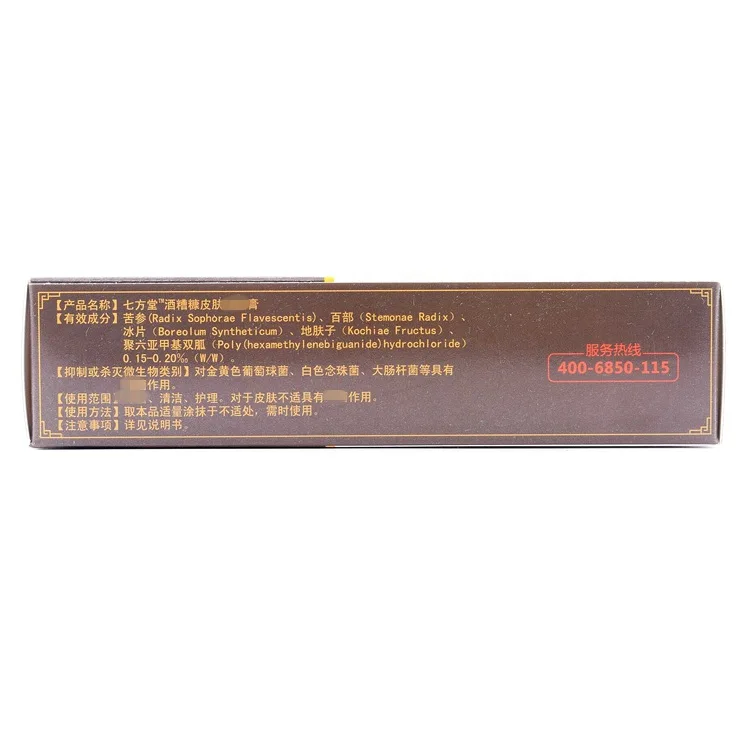 【产品名称】七方堂™酒糟糠皮肤膏
【有效成分】苦参(Radix Sophorae Flavescentis)、百部(Stemonae Radix)、
冰片(Boreolum Syntheticum)、地肤子(Kochiae Fructus)、
聚六亚甲基双胍(Poly(hexamethylenebiguanide)hydrochloride)
0.15-0.20‰(W/W)。
【抑制或杀灭微生物类别】对金黄色葡萄球菌、白色念珠菌、大肠杆菌等具有
作用。
【使用范围、清洁、护理。对于皮肤不适具有作用。
【使用方法】取本品适量涂抹于不适处,需时使用。
【注意事项】详见说明书。
服务热线
400-6850-115